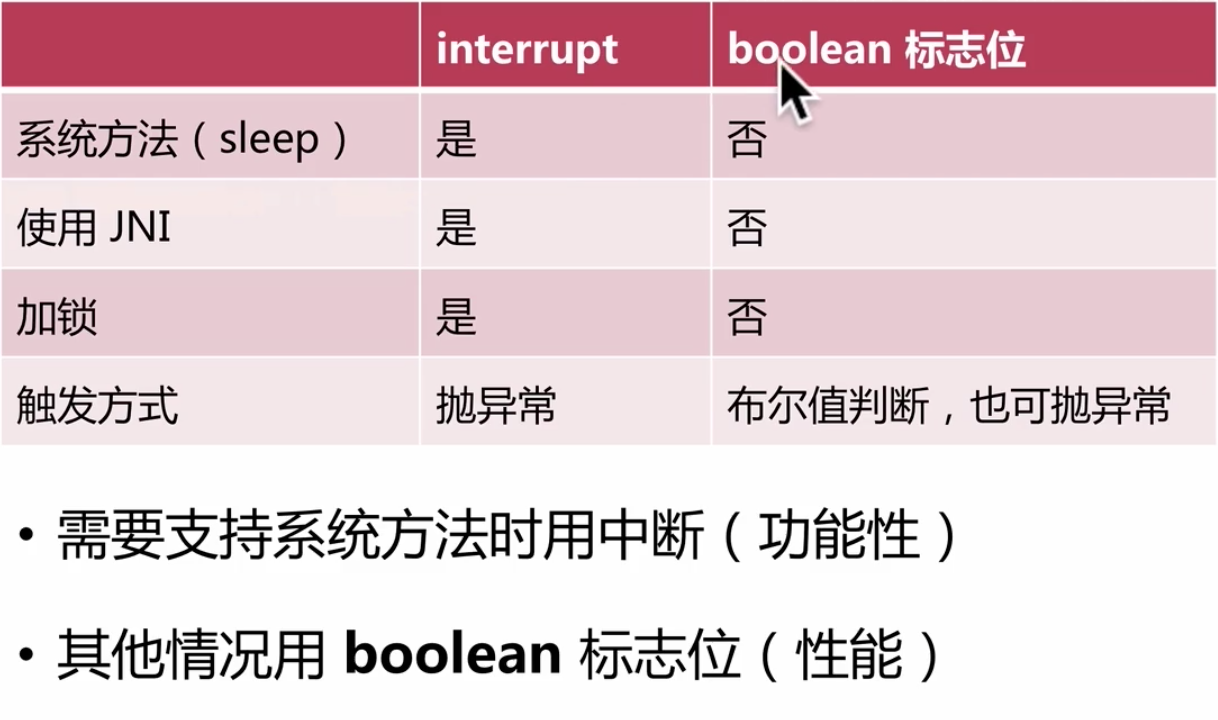 interrupt boolean 标志位
系统方法（sleep） 是 否
使用 JNI 是 否
加锁 是 否
触发方式 抛异常 布尔值判断，也可抛异常
• 需要支持系统方法时用中断（功能性）
• 其他情况用 boolean 标志位（性能）